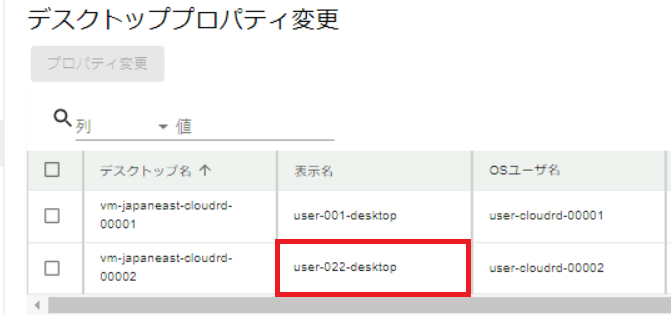 デスクトッププロパティ変更
プロパティ変更
列 値
デスクトップ名 ↑ 表示名 OSユーザ名
vm-japaneast-cloudrd-
00001
user-001-desktop
user-cloudrd-00001
vm-japaneast-cloudrd-
00002
user-022-desktop
user-cloudrd-00002